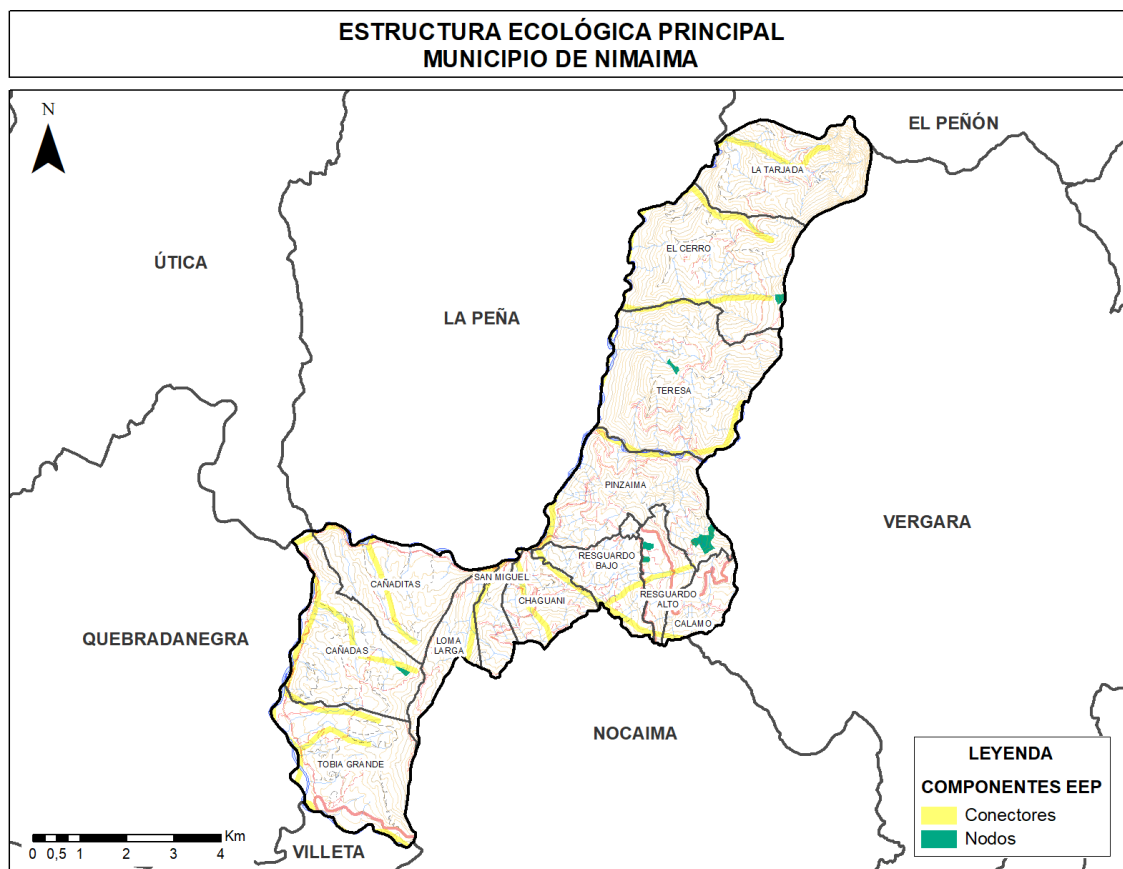 ESTRUCTURA ECOLÓGICA PRINCIPAL
MUNICIPIO DE NIMAIMA
N
EL PEÑÓN
LA TARJADA
EL CERRO
ÚTICA
LA PEÑA
TERESA
PINZAIMA
VERGARA
RESGUARDO
BAJO
SAN MIGUEL
CAÑADITAS
CHAGUANI
RESGUARDO
ALTO
CALAMO
QUEBRADANEGRA
LOMA
LARGA
CAÑADAS
NOCAIMA
TOBIA GRANDE
LEYENDA
COMPONENTES EEP
Conectores
Nodos
Km
0 0,5 1 2 3 4
VILLETA